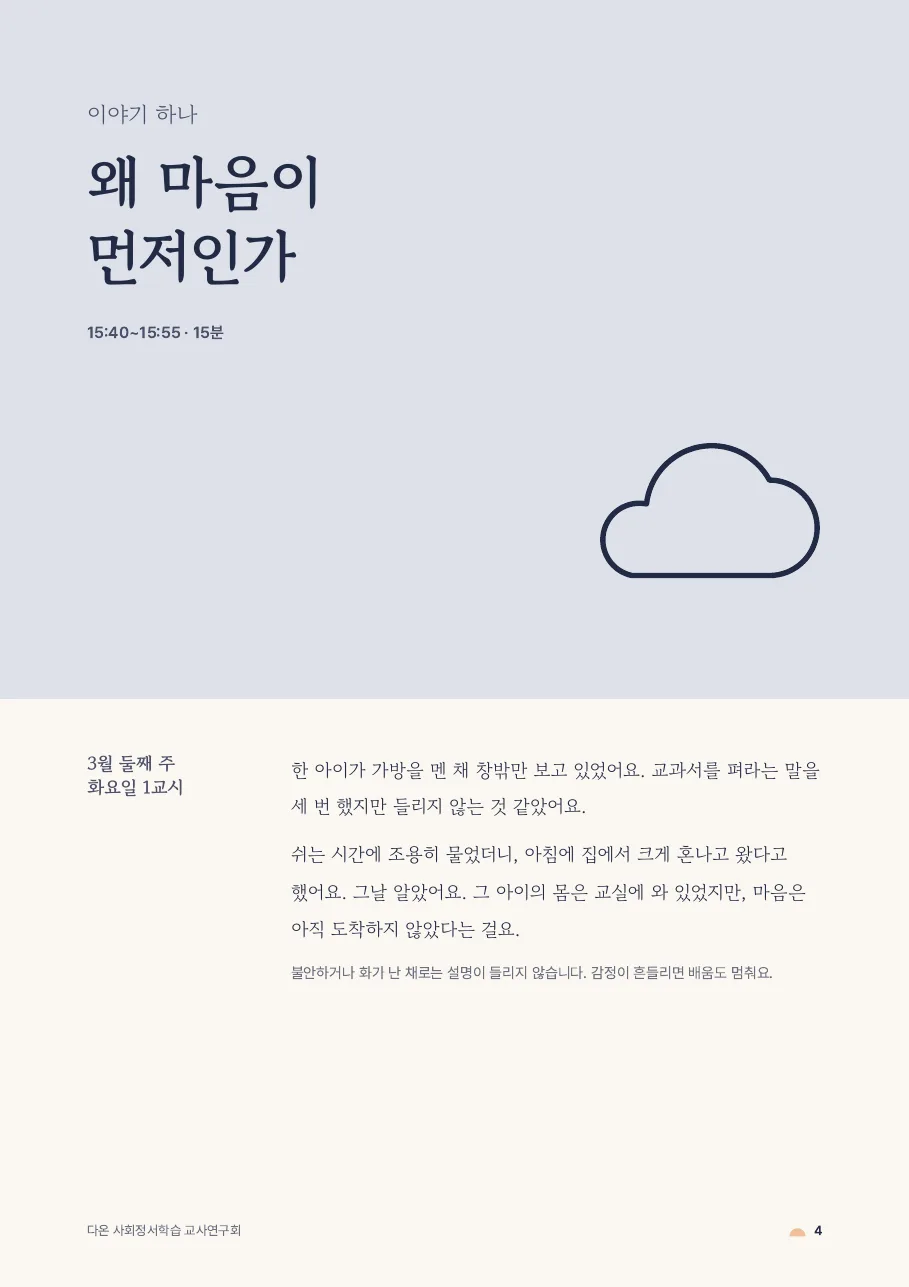 이야기 하나
왜 마음이
먼저인가
15:40~15:55 · 15분
3월 둘째 주
화요일 1교시
한 아이가 가방을 멘 채 창밖만 보고 있었어요. 교과서를 펴라는 말을
세 번 했지만 들리지 않는 것 같았어요.
쉬는 시간에 조용히 물었더니, 아침에 집에서 크게 혼나고 왔다고
했어요. 그날 알았어요. 그 아이의 몸은 교실에 와 있었지만, 마음은
아직 도착하지 않았다는 걸요.
불안하거나 화가 난 채로는 설명이 들리지 않습니다. 감정이 흔들리면 배움도 멈춰요.
다온 사회정서학습 교사연구회
4